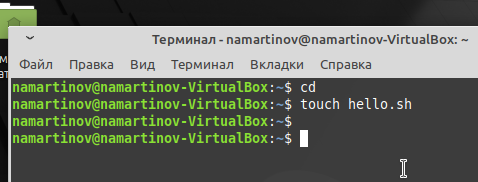 Терминал - namartinov@namartinov-VirtualBox: ~
Файл Правка Вид Терминал Вкладки Справка
namartinov@namartinov-VirtualBox:~$ cd
namartinov@namartinov-VirtualBox:~$ touch hello.sh
namartinov@namartinov-VirtualBox:~$
namartinov@namartinov-VirtualBox:~$